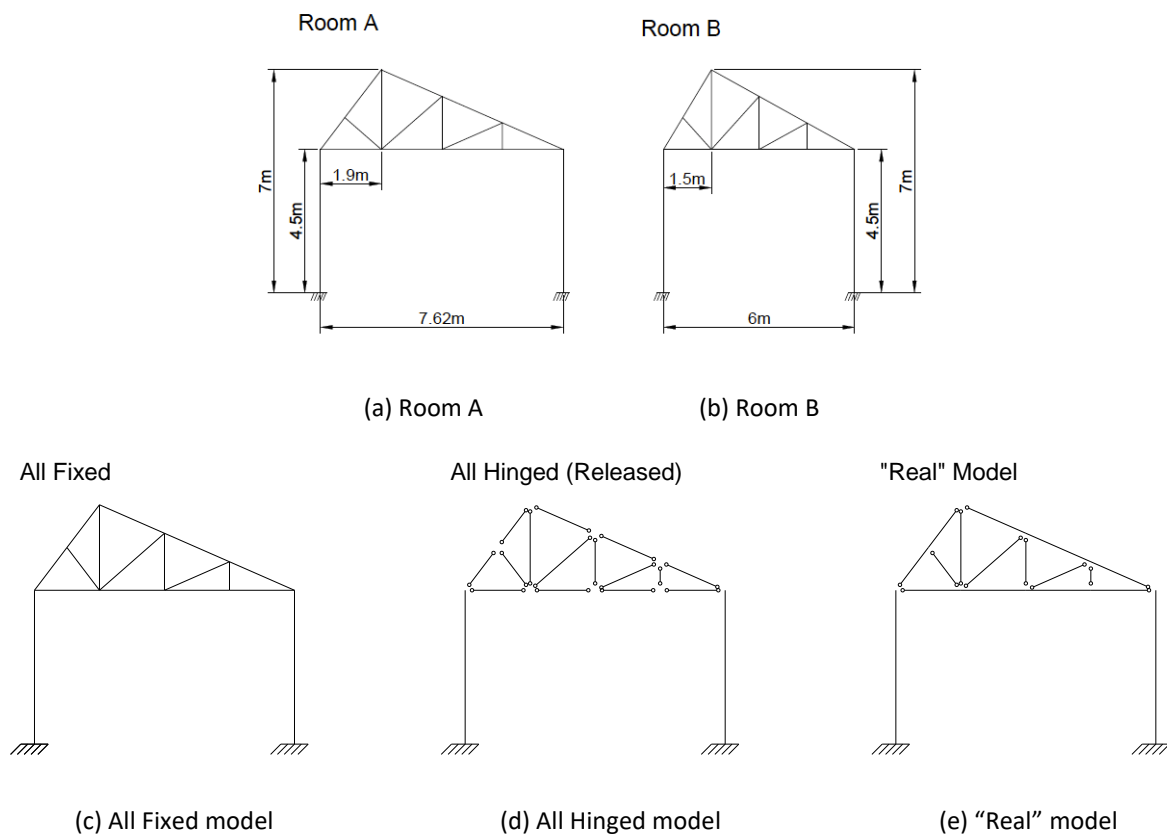 Room A
Room B
7m
4.5m
1.9m
7.62m
1.5m
4.5m
7m
6m
(a) Room A
(b) Room B
All Fixed
All Hinged (Released)
"Real" Model
(c) All Fixed model
(d) All Hinged model
(e) “Real” model